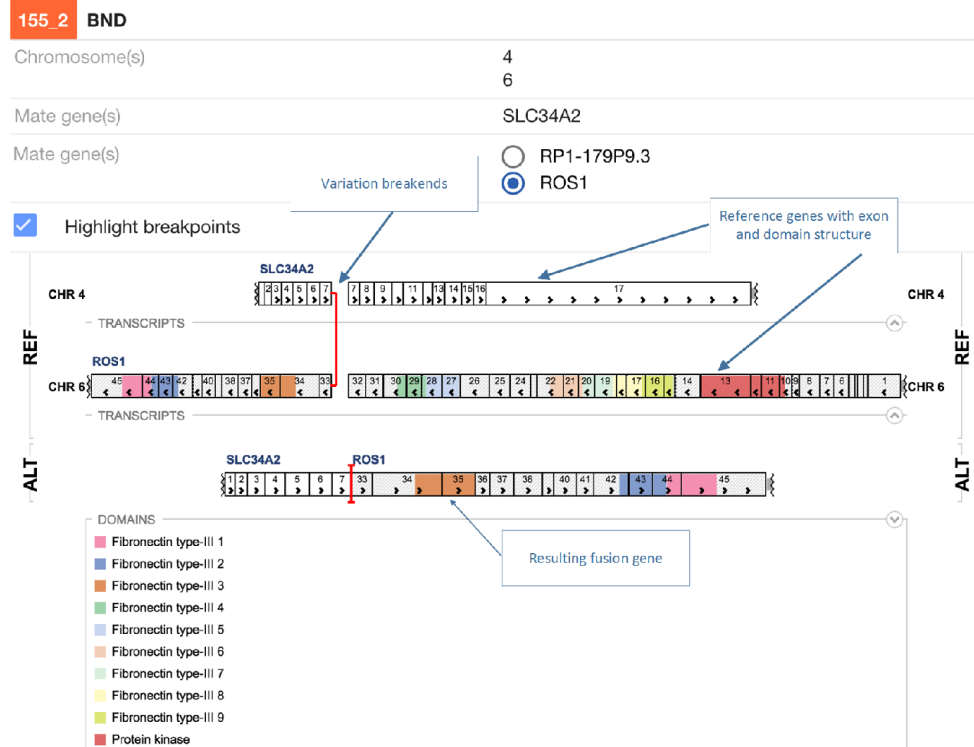 155_2 BND
Chromosome(s) 4
6
Mate gene(s) SLC34A2
Mate gene(s) RP1-179P9.3
ROS1
Variation breakends
Reference genes with exon
and domain structure
Highlight breakpoints
SLC34A2
CHR 4 2 3 4 5 6 7 7 8 9 11 13 14 15 16 17 CHR 4
TRANSCRIPTS
REF REF
ROS1
CHR 6 45 44 43 42 40 38 37 35 34 33 32 31 30 29 28 27 26 25 24 22 21 20 19 17 16 14 13 11 10 9 8 7 6 1 CHR 6
TRANSCRIPTS
ALT ALT
SLC34A2 ROS1
1 2 3 4 5 6 7 33 34 35 36 37 38 40 41 42 43 44 45
DOMAINS
Resulting fusion gene
Fibronectin type-III 1
Fibronectin type-III 2
Fibronectin type-III 3
Fibronectin type-III 4
Fibronectin type-III 5
Fibronectin type-III 6
Fibronectin type-III 7
Fibronectin type-III 8
Fibronectin type-III 9
Protein kinase